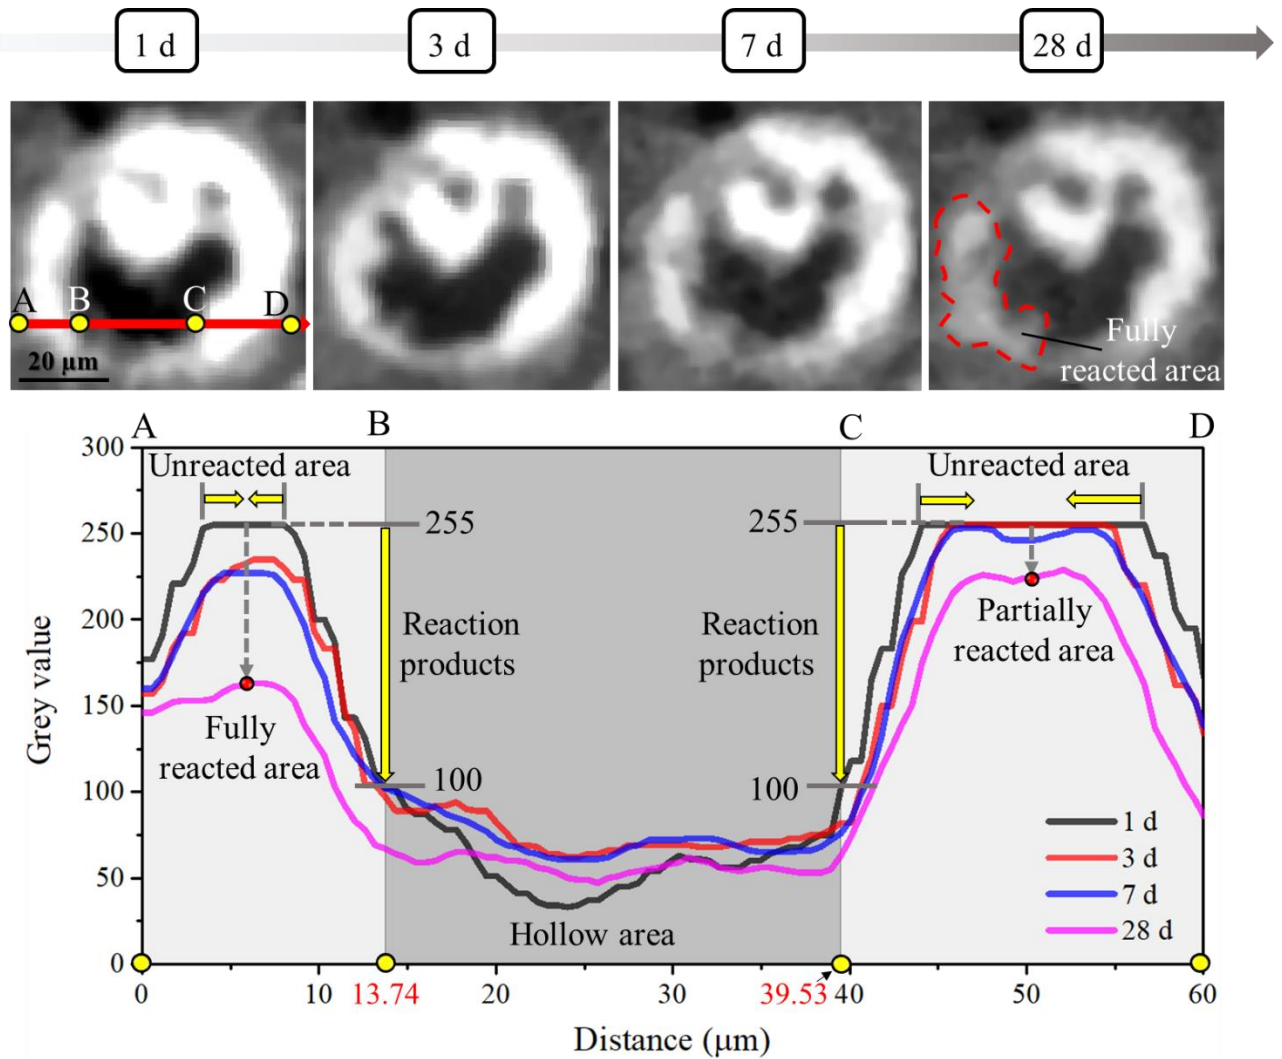 1 d
3 d
7 d
28 d
A
B
C
D
20 μm
Fully
reacted area
A
B
C
D
300
250
200
150
100
50
0
Grey value
Unreacted area
Unreacted area
255
255
Reaction
products
Reaction
products
Fully
reacted area
Partially
reacted area
100
100
Hollow area
1 d
3 d
7 d
28 d
0
10
13.74
20
30
39.53
40
50
60
Distance (μm)